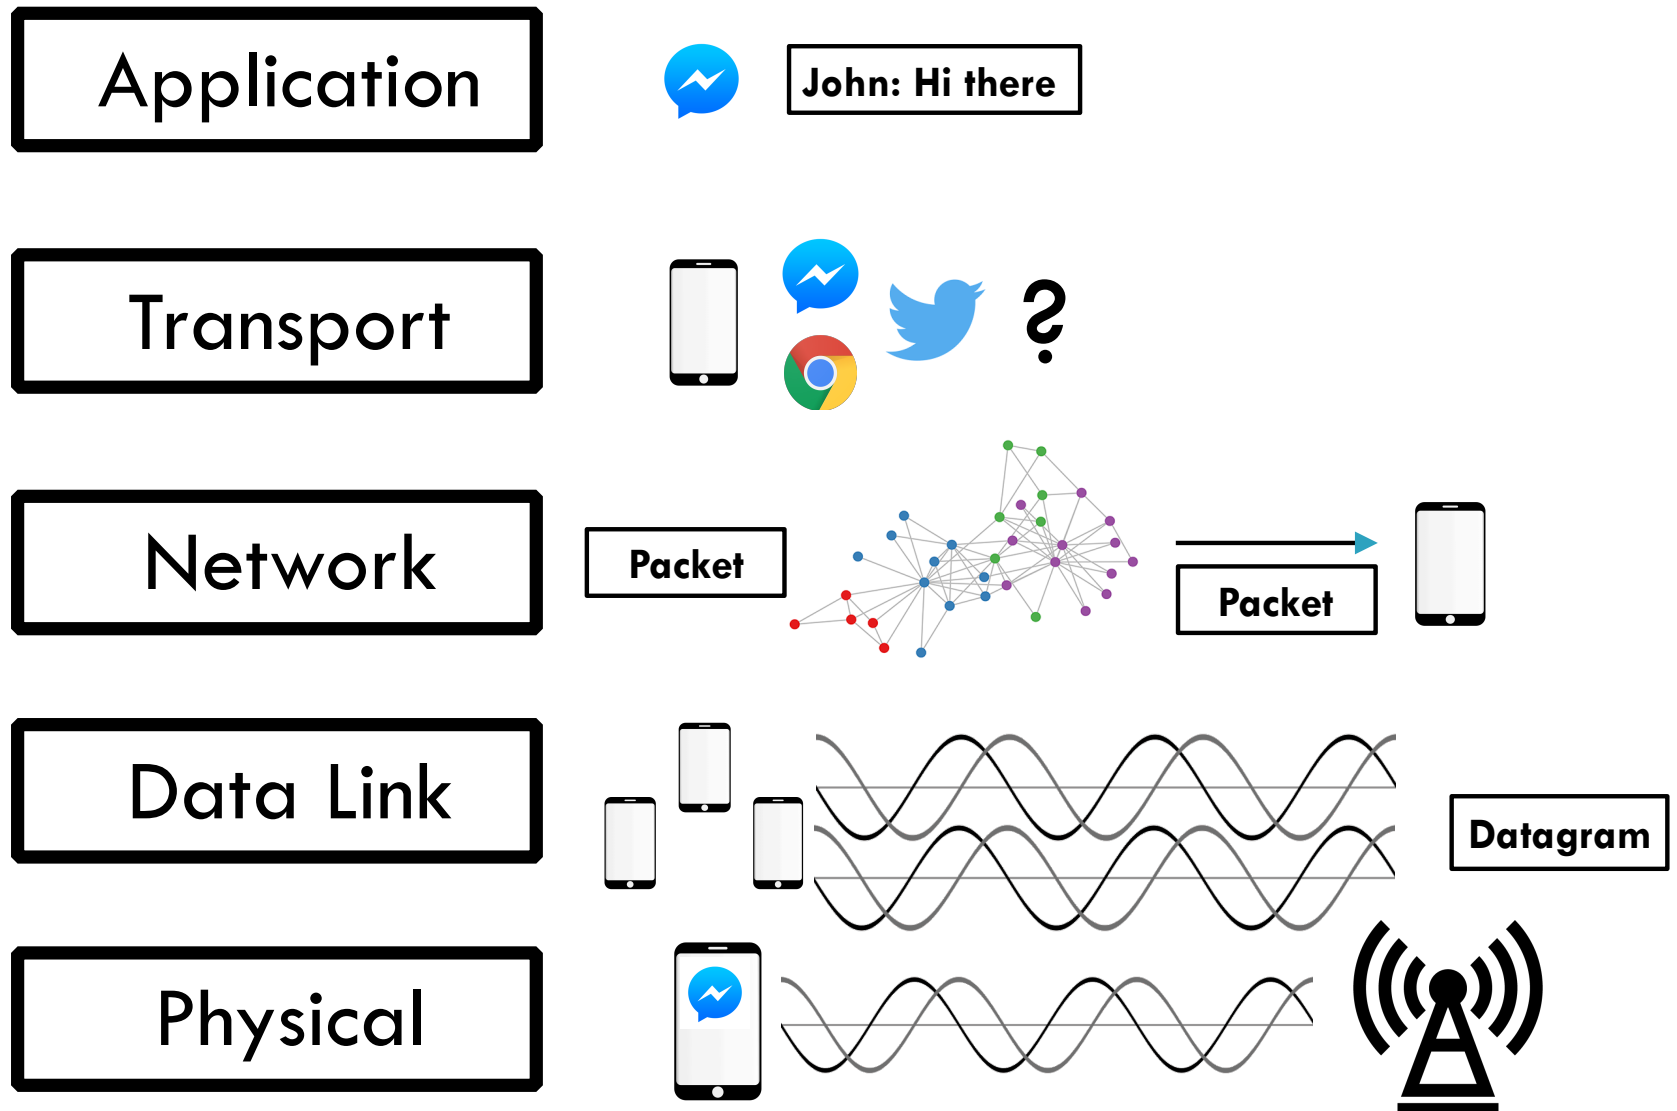 Application
John: Hi there
Transport
?
Network
Packet
Packet
Data Link
Datagram
Physical